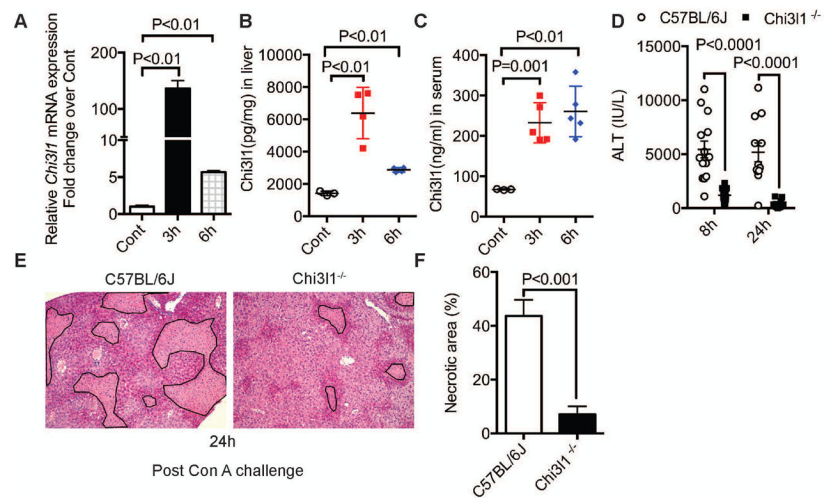 A
Relative Chi3l1 mRNA expression
Fold change over Cont
200
150
100
10
5
0
P<0.01
P<0.01
Cont
3h
6h
B
Chi3l1(pg/mg) in liver
10000
8000
6000
4000
2000
0
P<0.01
P<0.01
Cont
3h
6h
C
Chi3l1(ng/ml) in serum
400
300
200
100
0
P<0.01
P=0.001
Cont
3h
6h
D
C57BL/6J
Chi3l1-/-
ALT (IU/L)
15000
10000
5000
0
P<0.0001
P<0.0001
8h
24h
E
C57BL/6J
Chi3l1-/-
24h
Post Con A challenge
F
Necrotic area (%)
60
40
20
0
P<0.001
C57BL/6J
Chi3l1 -/-